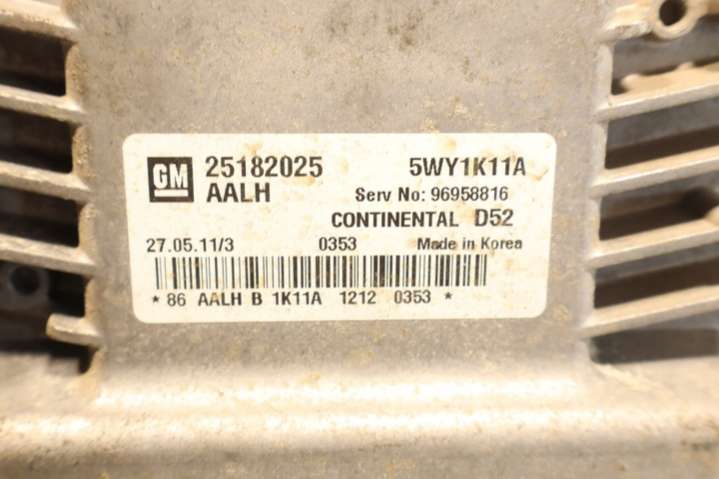 GM 25182025 5WY1K11A
AALH Serv No: 96958816
CONTINENTAL D52
27.05.11/3 0353 Made in Korea
* 86 AALH B 1K11A 1212 0353 *